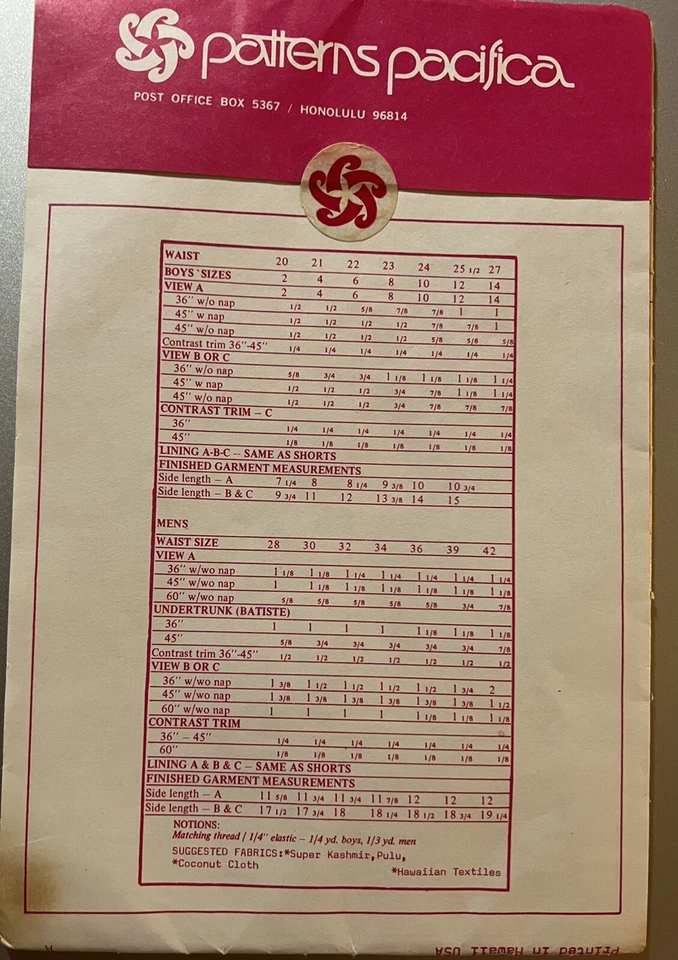 patterns pacifica
POST OFFICE BOX 5367 / HONOLULU 96814
WAIST 20 21 22 23 24 25 1/2 27
BOYS' SIZES 2 4 6 8 10 12 14
VIEW A 2 4 6 8 10 12 14
36" w/o nap 1/2 1/2 5/8 7/8 7/8 1 1
45" w nap 1/2 1/2 1/2 1/2 7/8 7/8 1
45" w/o nap 1/2 1/2 1/2 1/2 5/8 5/8 5/8
Contrast trim 36"-45" 1/4 1/4 1/4 1/4 1/4 1/4 1/4
VIEW B OR C
36" w/o nap 5/8 3/4 3/4 1 1/8 1 1/8 1 1/8 1 1/4
45" w nap 1/2 1/2 1/2 3/4 7/8 1 1/8 1 1/4
45" w/o nap 1/2 1/2 1/2 3/4 7/8 7/8 7/8
CONTRAST TRIM – C
36" 1/4 1/4 1/4 1/4 1/4 1/4 1/4
45" 1/8 1/8 1/8 1/8 1/8 1/8 1/8
LINING A-B-C – SAME AS SHORTS
FINISHED GARMENT MEASUREMENTS
Side length – A 7 1/4 8 8 1/4 9 3/8 10 10 3/4
Side length – B & C 9 3/4 11 12 13 3/8 14 15
MENS
WAIST SIZE 28 30 32 34 36 39 42
VIEW A
36" w/wo nap 1 1/8 1 1/8 1 1/4 1 1/4 1 1/4 1 1/4 1 1/4
45" w/wo nap 1 1 1/8 1 1/8 1 1/8 1 1/8 1 1/8 1 1/8
60" w/wo nap 5/8 5/8 5/8 5/8 5/8 3/4 7/8
UNDERTRUNK (BATISTE)
36" 1 1 1 1 1 1/8 1 1/8 1 1/8
45" 5/8 3/4 3/4 3/4 3/4 3/4 7/8
Contrast trim 36"-45" 1/2 1/2 1/2 1/2 1/2 1/2 1/2
VIEW B OR C
36" w/wo nap 1 3/8 1 1/2 1 1/2 1 1/2 1 1/2 1 3/4 2
45" w/wo nap 1 3/8 1 3/8 1 3/8 1 3/8 1 3/8 1 3/8 1 1/2
60" w/wo nap 1 1 1 1 1 1/8 1 1/8 1 1/8
CONTRAST TRIM
36" – 45" 1/4 1/4 1/4 1/4 1/4 1/4 1/4
60" 1/8 1/8 1/8 1/8 1/8 1/8 1/8
LINING A & B & C – SAME AS SHORTS
FINISHED GARMENT MEASUREMENTS
Side length – A 11 5/8 11 3/4 11 3/4 11 7/8 12 12 12
Side length – B & C 17 1/2 17 3/4 18 18 1/4 18 1/2 18 3/4 19 1/4
NOTIONS:
Matching thread / 1/4" elastic – 1/4 yd. boys, 1/3 yd. men
SUGGESTED FABRICS:*Super Kashmir,Pulu,
*Coconut Cloth
*Hawaiian Textiles
Printed in Hawaii USA
A